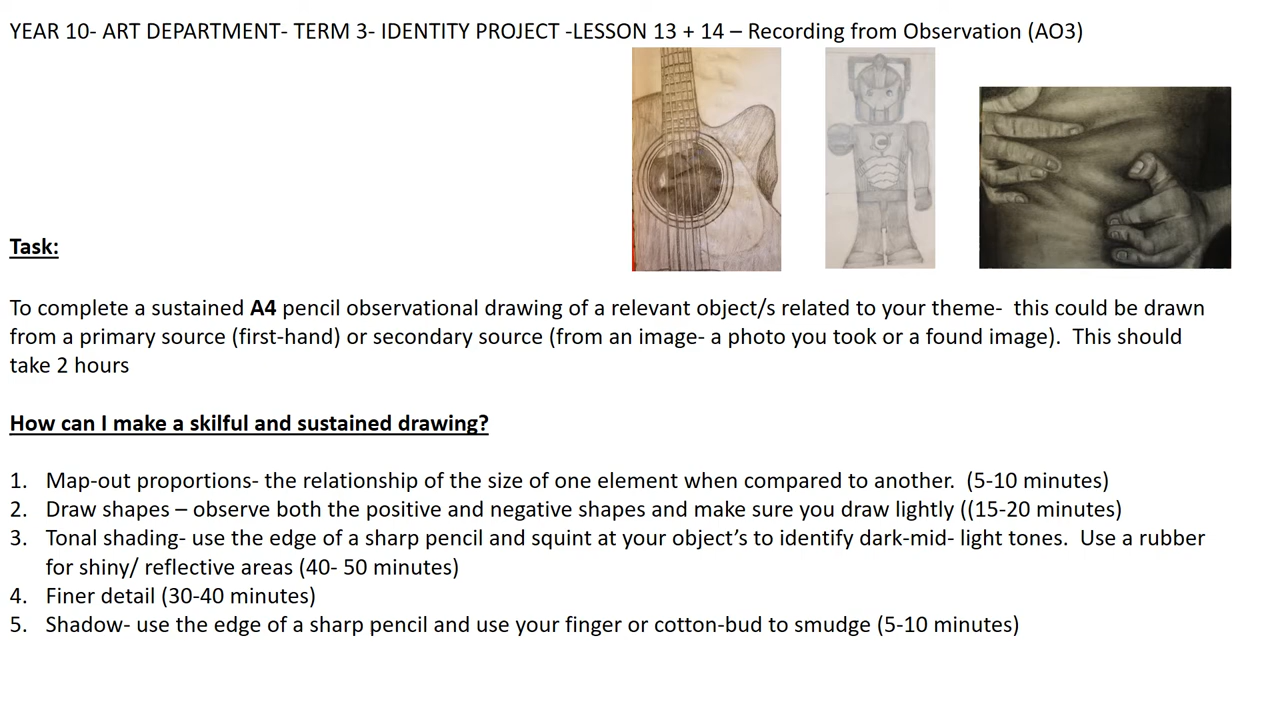 YEAR 10- ART DEPARTMENT- TERM 3- IDENTITY PROJECT -LESSON 13 + 14 – Recording from Observation (AO3)
Task:
To complete a sustained A4 pencil observational drawing of a relevant object/s related to your theme-  this could be drawn
from a primary source (first-hand) or secondary source (from an image- a photo you took or a found image).  This should
take 2 hours
How can I make a skilful and sustained drawing?
1. Map-out proportions- the relationship of the size of one element when compared to another.  (5-10 minutes)
2. Draw shapes – observe both the positive and negative shapes and make sure you draw lightly ((15-20 minutes)
3. Tonal shading- use the edge of a sharp pencil and squint at your object’s to identify dark-mid- light tones.  Use a rubber
for shiny/ reflective areas (40- 50 minutes)
4. Finer detail (30-40 minutes)
5. Shadow- use the edge of a sharp pencil and use your finger or cotton-bud to smudge (5-10 minutes)